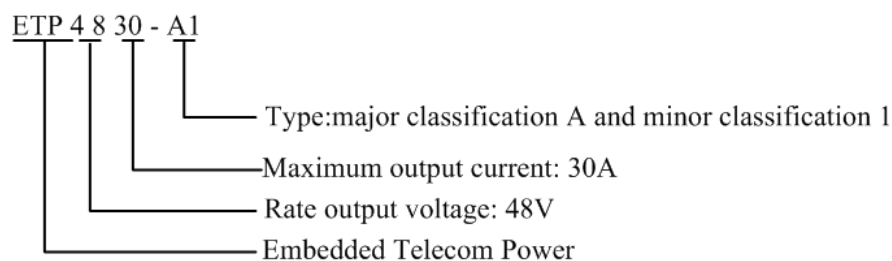 ETP 4 8 30 - A1
Type:major classification A and minor classification 1
Maximum output current: 30A
Rate output voltage: 48V
Embedded Telecom Power